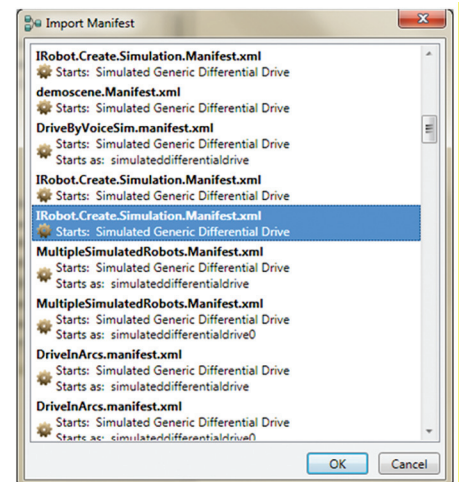 Import Manifest
IRobot.Create.Simulation.Manifest.xml
Starts: Simulated Generic Differential Drive
demoscene.Manifest.xml
Starts: Simulated Generic Differential Drive
DriveByVoiceSim.manifest.xml
Starts: Simulated Generic Differential Drive
Starts as: simulateddifferentialdrive
IRobot.Create.Simulation.Manifest.xml
Starts: Simulated Generic Differential Drive
IRobot.Create.Simulation.Manifest.xml
Starts: Simulated Generic Differential Drive
MultipleSimulatedRobots.Manifest.xml
Starts: Simulated Generic Differential Drive
Starts as: simulateddifferentialdrive
MultipleSimulatedRobots.Manifest.xml
Starts: Simulated Generic Differential Drive
Starts as: simulateddifferentialdrive0
DriveInArcs.manifest.xml
Starts: Simulated Generic Differential Drive
Starts as: simulateddifferentialdrive
DriveInArcs.manifest.xml
Starts: Simulated Generic Differential Drive
Starts as: simulateddifferentialdrive0
OK Cancel